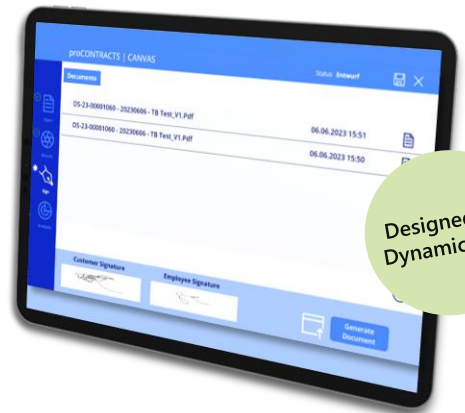 proCONTRACTS | CANVAS
Status Entwurf
Documents
DS-23-00001060 - 20230606 - TB Test_V1.Pdf
06.06.2023 15:51
DS-23-00001060 - 20230606 - TB Test_V1.Pdf
06.06.2023 15:50
Sign
Designed
Dynamic
Customer Signature
Employee Signature
Generate
Document